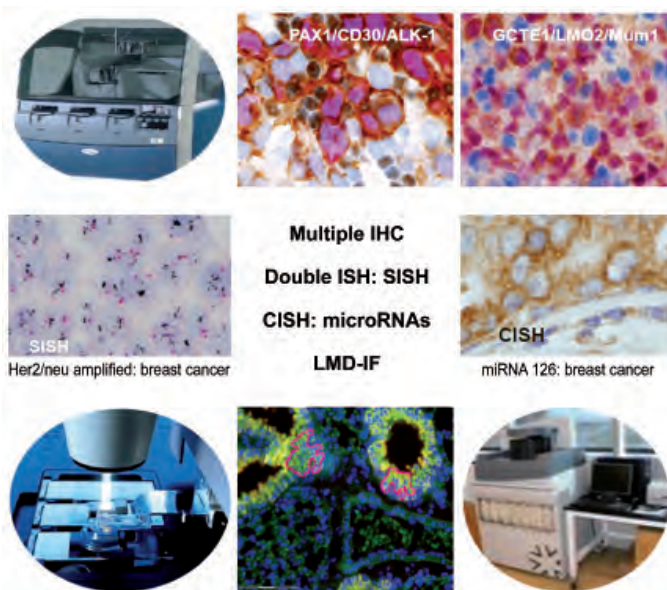 PAX1/CD30/ALK-1
GCTE1/LMO2/Mum1
Multiple IHC
Double ISH: SISH
CISH: microRNAs
LMD-IF
SISH
Her2/neu amplified: breast cancer
CISH
miRNA 126: breast cancer